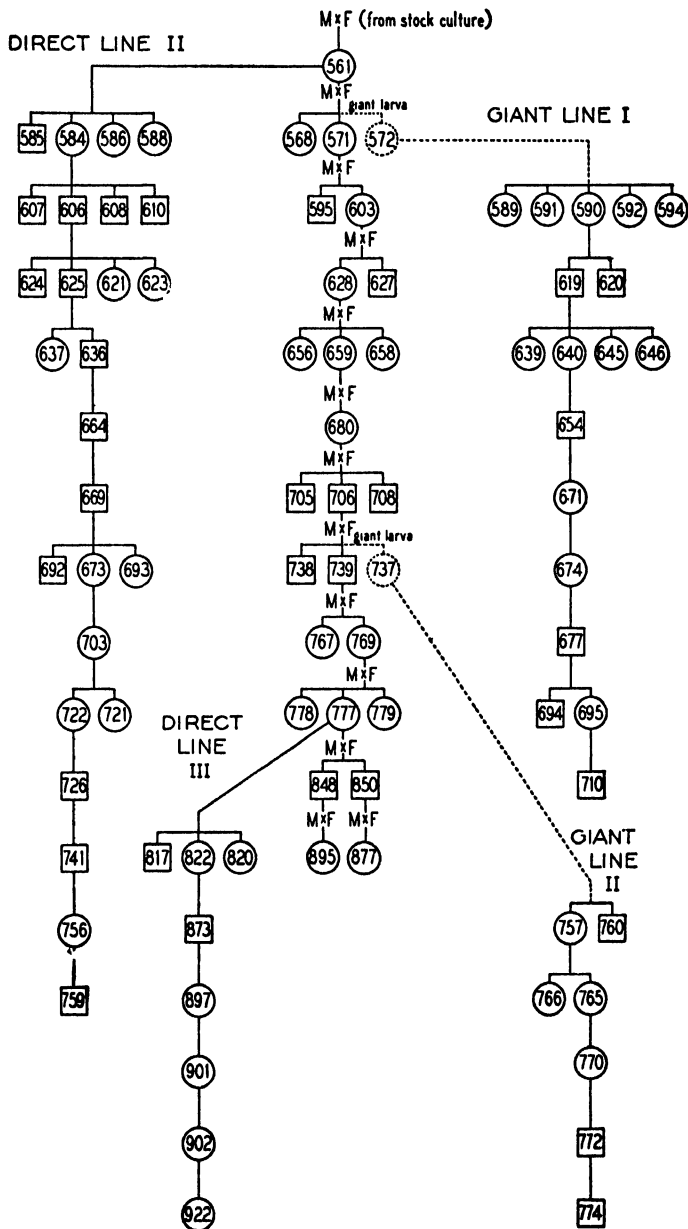 M×F (from stock culture)
DIRECT LINE II
561
M×F
giant larva
GIANT LINE I
585 584 586 588 568 571 572
M×F
607 606 608 610 595 603 589 591 590 592 594
M×F
624 625 621 623 628 627 619 620
M×F
637 636 656 659 658 639 640 645 646
M×F
664 680 654
M×F
669 705 706 708 671
M×F
giant larva
692 673 693 738 739 737 674
M×F
703 767 769 677
M×F
722 721 778 777 779 694 695
DIRECT
LINE
III
M×F
726 848 850 710
M×F M×F
GIANT
LINE
II
741 817 822 820 895 877
756 873 757 760
759 897 766 765
901 770
902 772
922 774